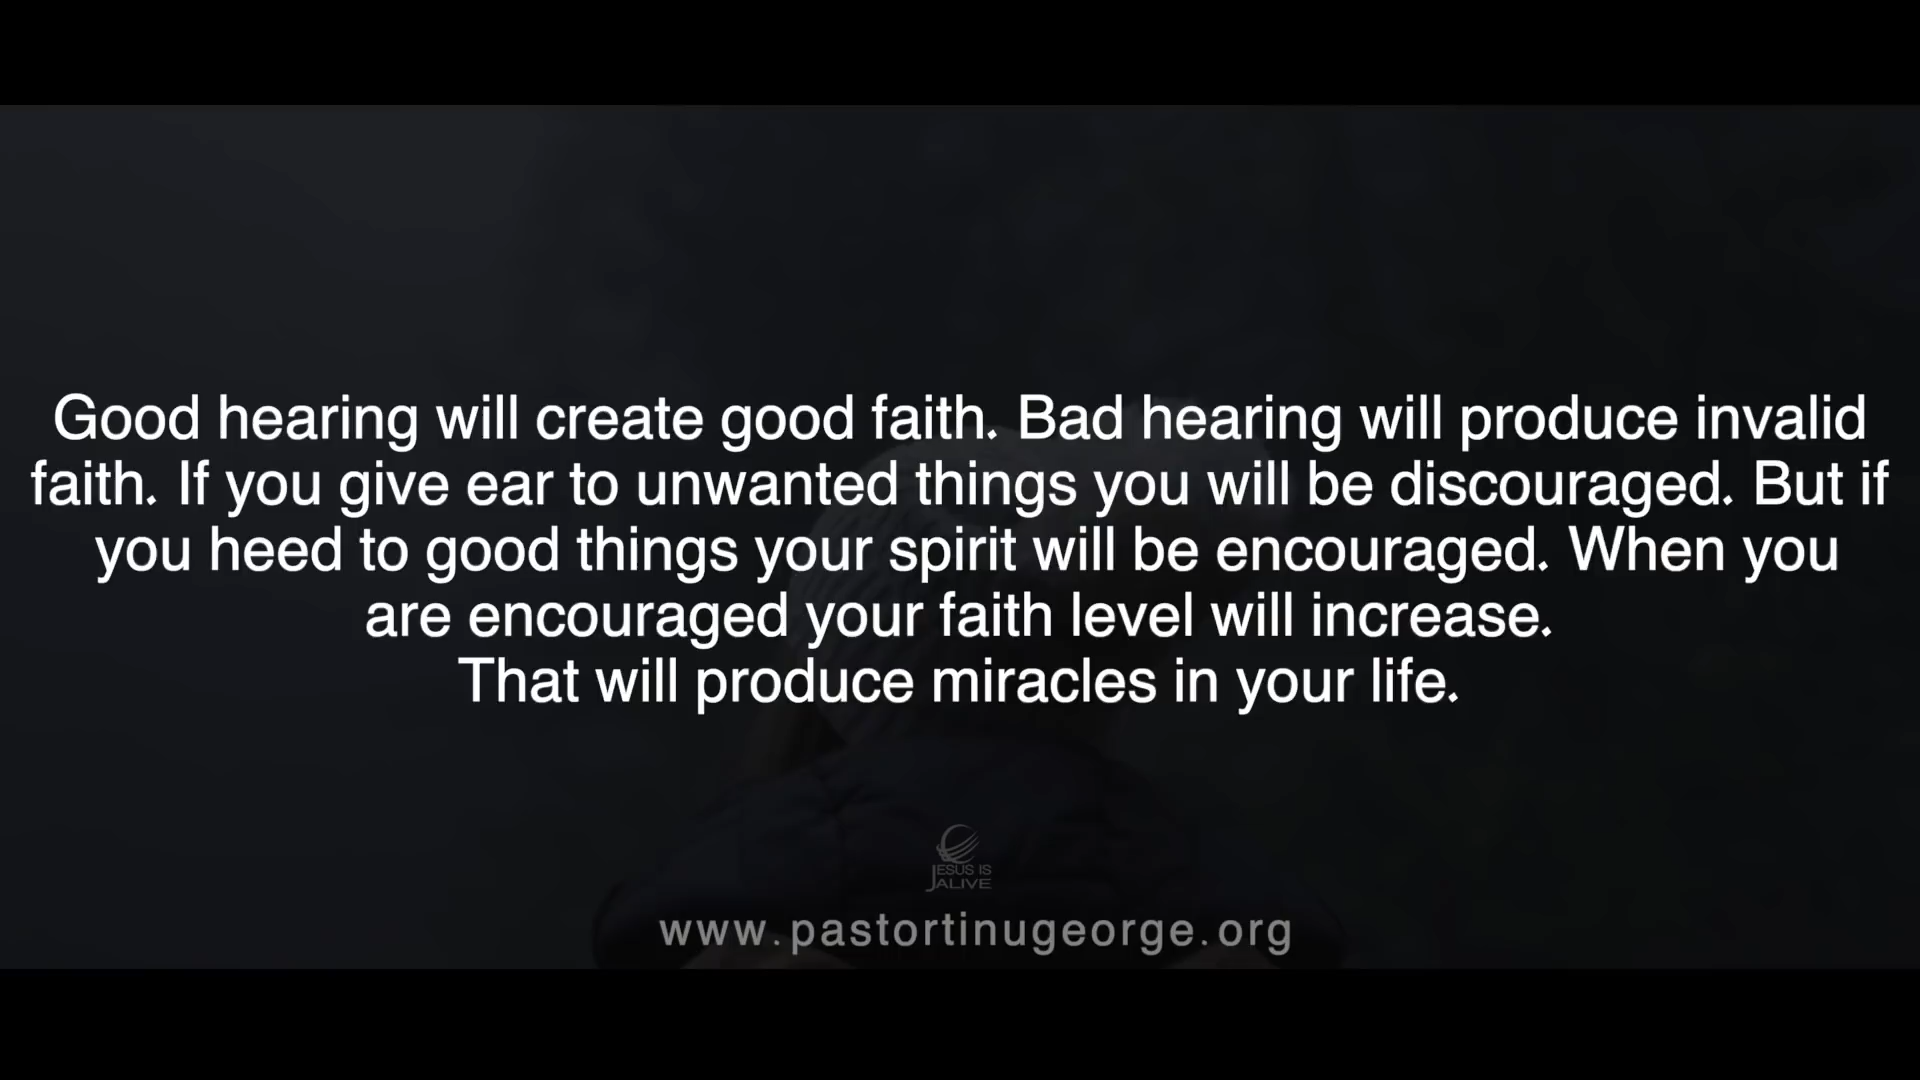 Good hearing will create good faith. Bad hearing will produce invalid
faith. If you give ear to unwanted things you will be discouraged. But if
you heed to good things your spirit will be encouraged. When you
are encouraged your faith level will increase.
That will produce miracles in your life.
JESUS IS
ALIVE
www.pastortinugeorge.org